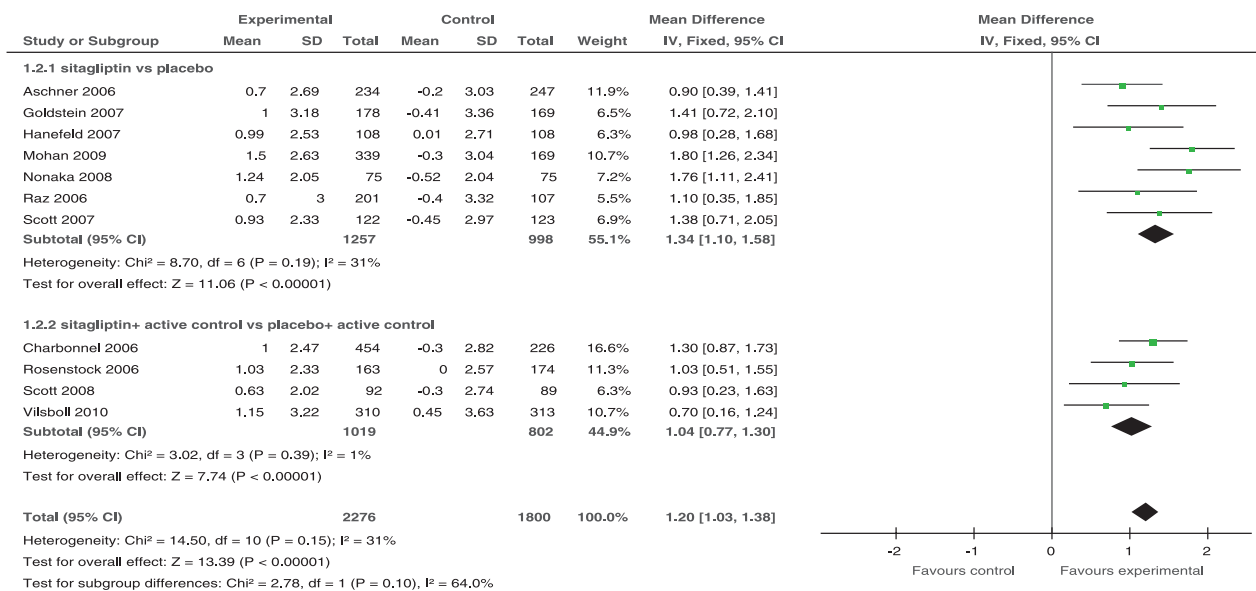 Experimental Control Mean Difference Mean Difference
Study or Subgroup Mean SD Total Mean SD Total Weight IV, Fixed, 95% CI IV, Fixed, 95% CI
1.2.1 sitagliptin vs placebo
Aschner 2006 0.7 2.69 234 -0.2 3.03 247 11.9% 0.90 [0.39, 1.41]
Goldstein 2007 1 3.18 178 -0.41 3.36 169 6.5% 1.41 [0.72, 2.10]
Hanefeld 2007 0.99 2.53 108 0.01 2.71 108 6.3% 0.98 [0.28, 1.68]
Mohan 2009 1.5 2.63 339 -0.3 3.04 169 10.7% 1.80 [1.26, 2.34]
Nonaka 2008 1.24 2.05 75 -0.52 2.04 75 7.2% 1.76 [1.11, 2.41]
Raz 2006 0.7 3 201 -0.4 3.32 107 5.5% 1.10 [0.35, 1.85]
Scott 2007 0.93 2.33 122 -0.45 2.97 123 6.9% 1.38 [0.71, 2.05]
Subtotal (95% CI) 1257 998 55.1% 1.34 [1.10, 1.58]
Heterogeneity: Chi² = 8.70, df = 6 (P = 0.19); I² = 31%
Test for overall effect: Z = 11.06 (P < 0.00001)
1.2.2 sitagliptin+ active control vs placebo+ active control
Charbonnel 2006 1 2.47 454 -0.3 2.82 226 16.6% 1.30 [0.87, 1.73]
Rosenstock 2006 1.03 2.33 163 0 2.57 174 11.3% 1.03 [0.51, 1.55]
Scott 2008 0.63 2.02 92 -0.3 2.74 89 6.3% 0.93 [0.23, 1.63]
Vilsboll 2010 1.15 3.22 310 0.45 3.63 313 10.7% 0.70 [0.16, 1.24]
Subtotal (95% CI) 1019 802 44.9% 1.04 [0.77, 1.30]
Heterogeneity: Chi² = 3.02, df = 3 (P = 0.39); I² = 1%
Test for overall effect: Z = 7.74 (P < 0.00001)
Total (95% CI) 2276 1800 100.0% 1.20 [1.03, 1.38]
Heterogeneity: Chi² = 14.50, df = 10 (P = 0.15); I² = 31%
Test for overall effect: Z = 13.39 (P < 0.00001)
Test for subgroup differences: Chi² = 2.78, df = 1 (P = 0.10), I² = 64.0%
-2 -1 0 1 2
Favours control Favours experimental